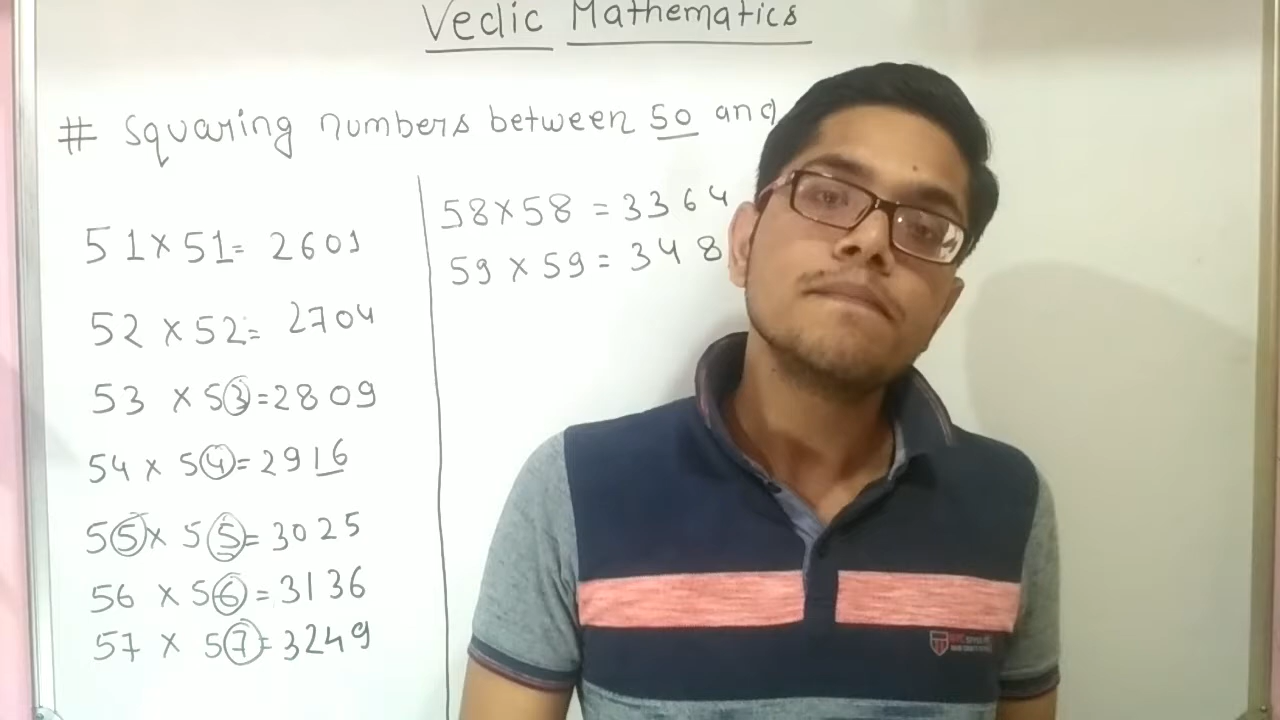 Vedic Mathematics
# Squaring numbers between 50 and
51 × 51 = 2601
52 × 52 = 2704
53 × 53 = 2809
54 × 54 = 2916
55 × 55 = 3025
56 × 56 = 3136
57 × 57 = 3249
58 × 58 = 3364
59 × 59 = 348